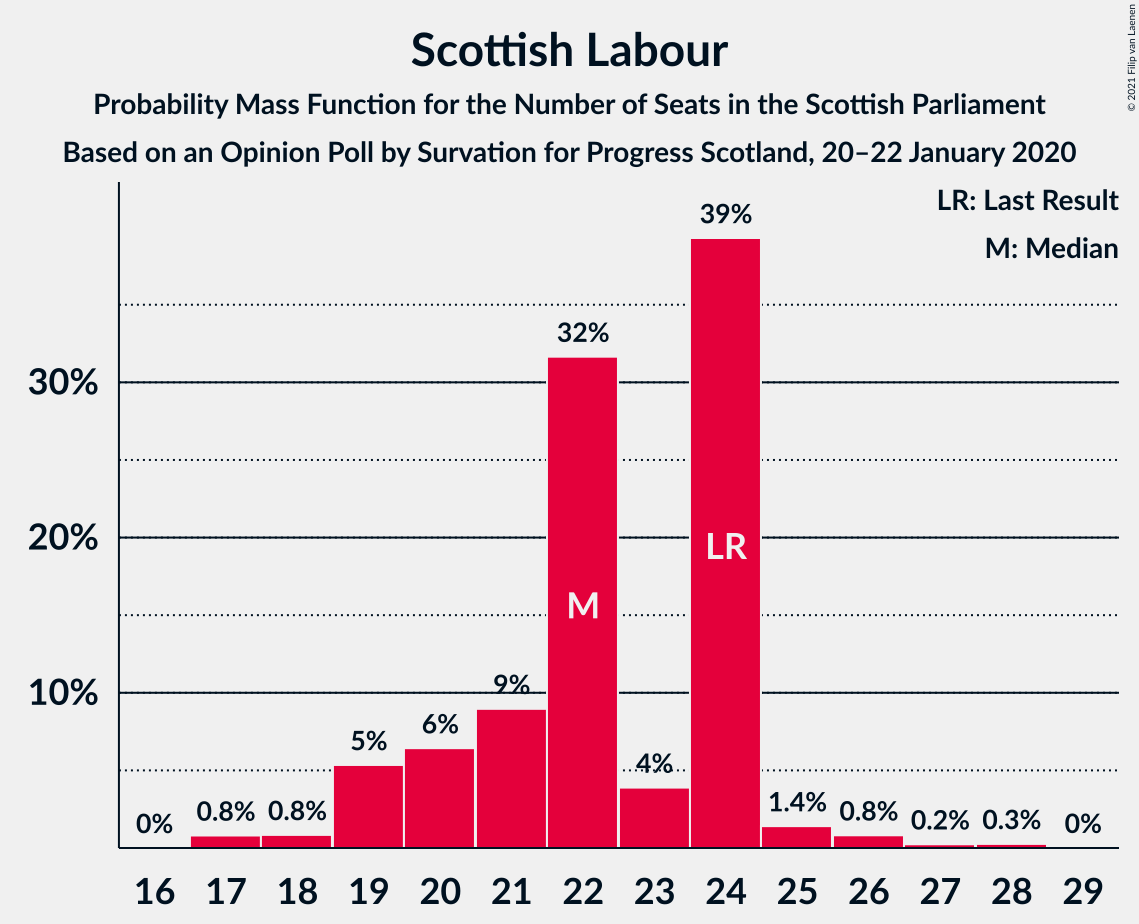 Scottish Labour
Probability Mass Function for the Number of Seats in the Scottish Parliament
Based on an Opinion Poll by Survation for Progress Scotland, 20–22 January 2020
© 2021 Filip van Laenen
LR: Last Result
M: Median
30%
20%
10%
0%
0.8%
0.8%
5%
6%
9%
32%
4%
39%
1.4%
0.8%
0.2%
0.3%
0%
M
LR
16 17 18 19 20 21 22 23 24 25 26 27 28 29